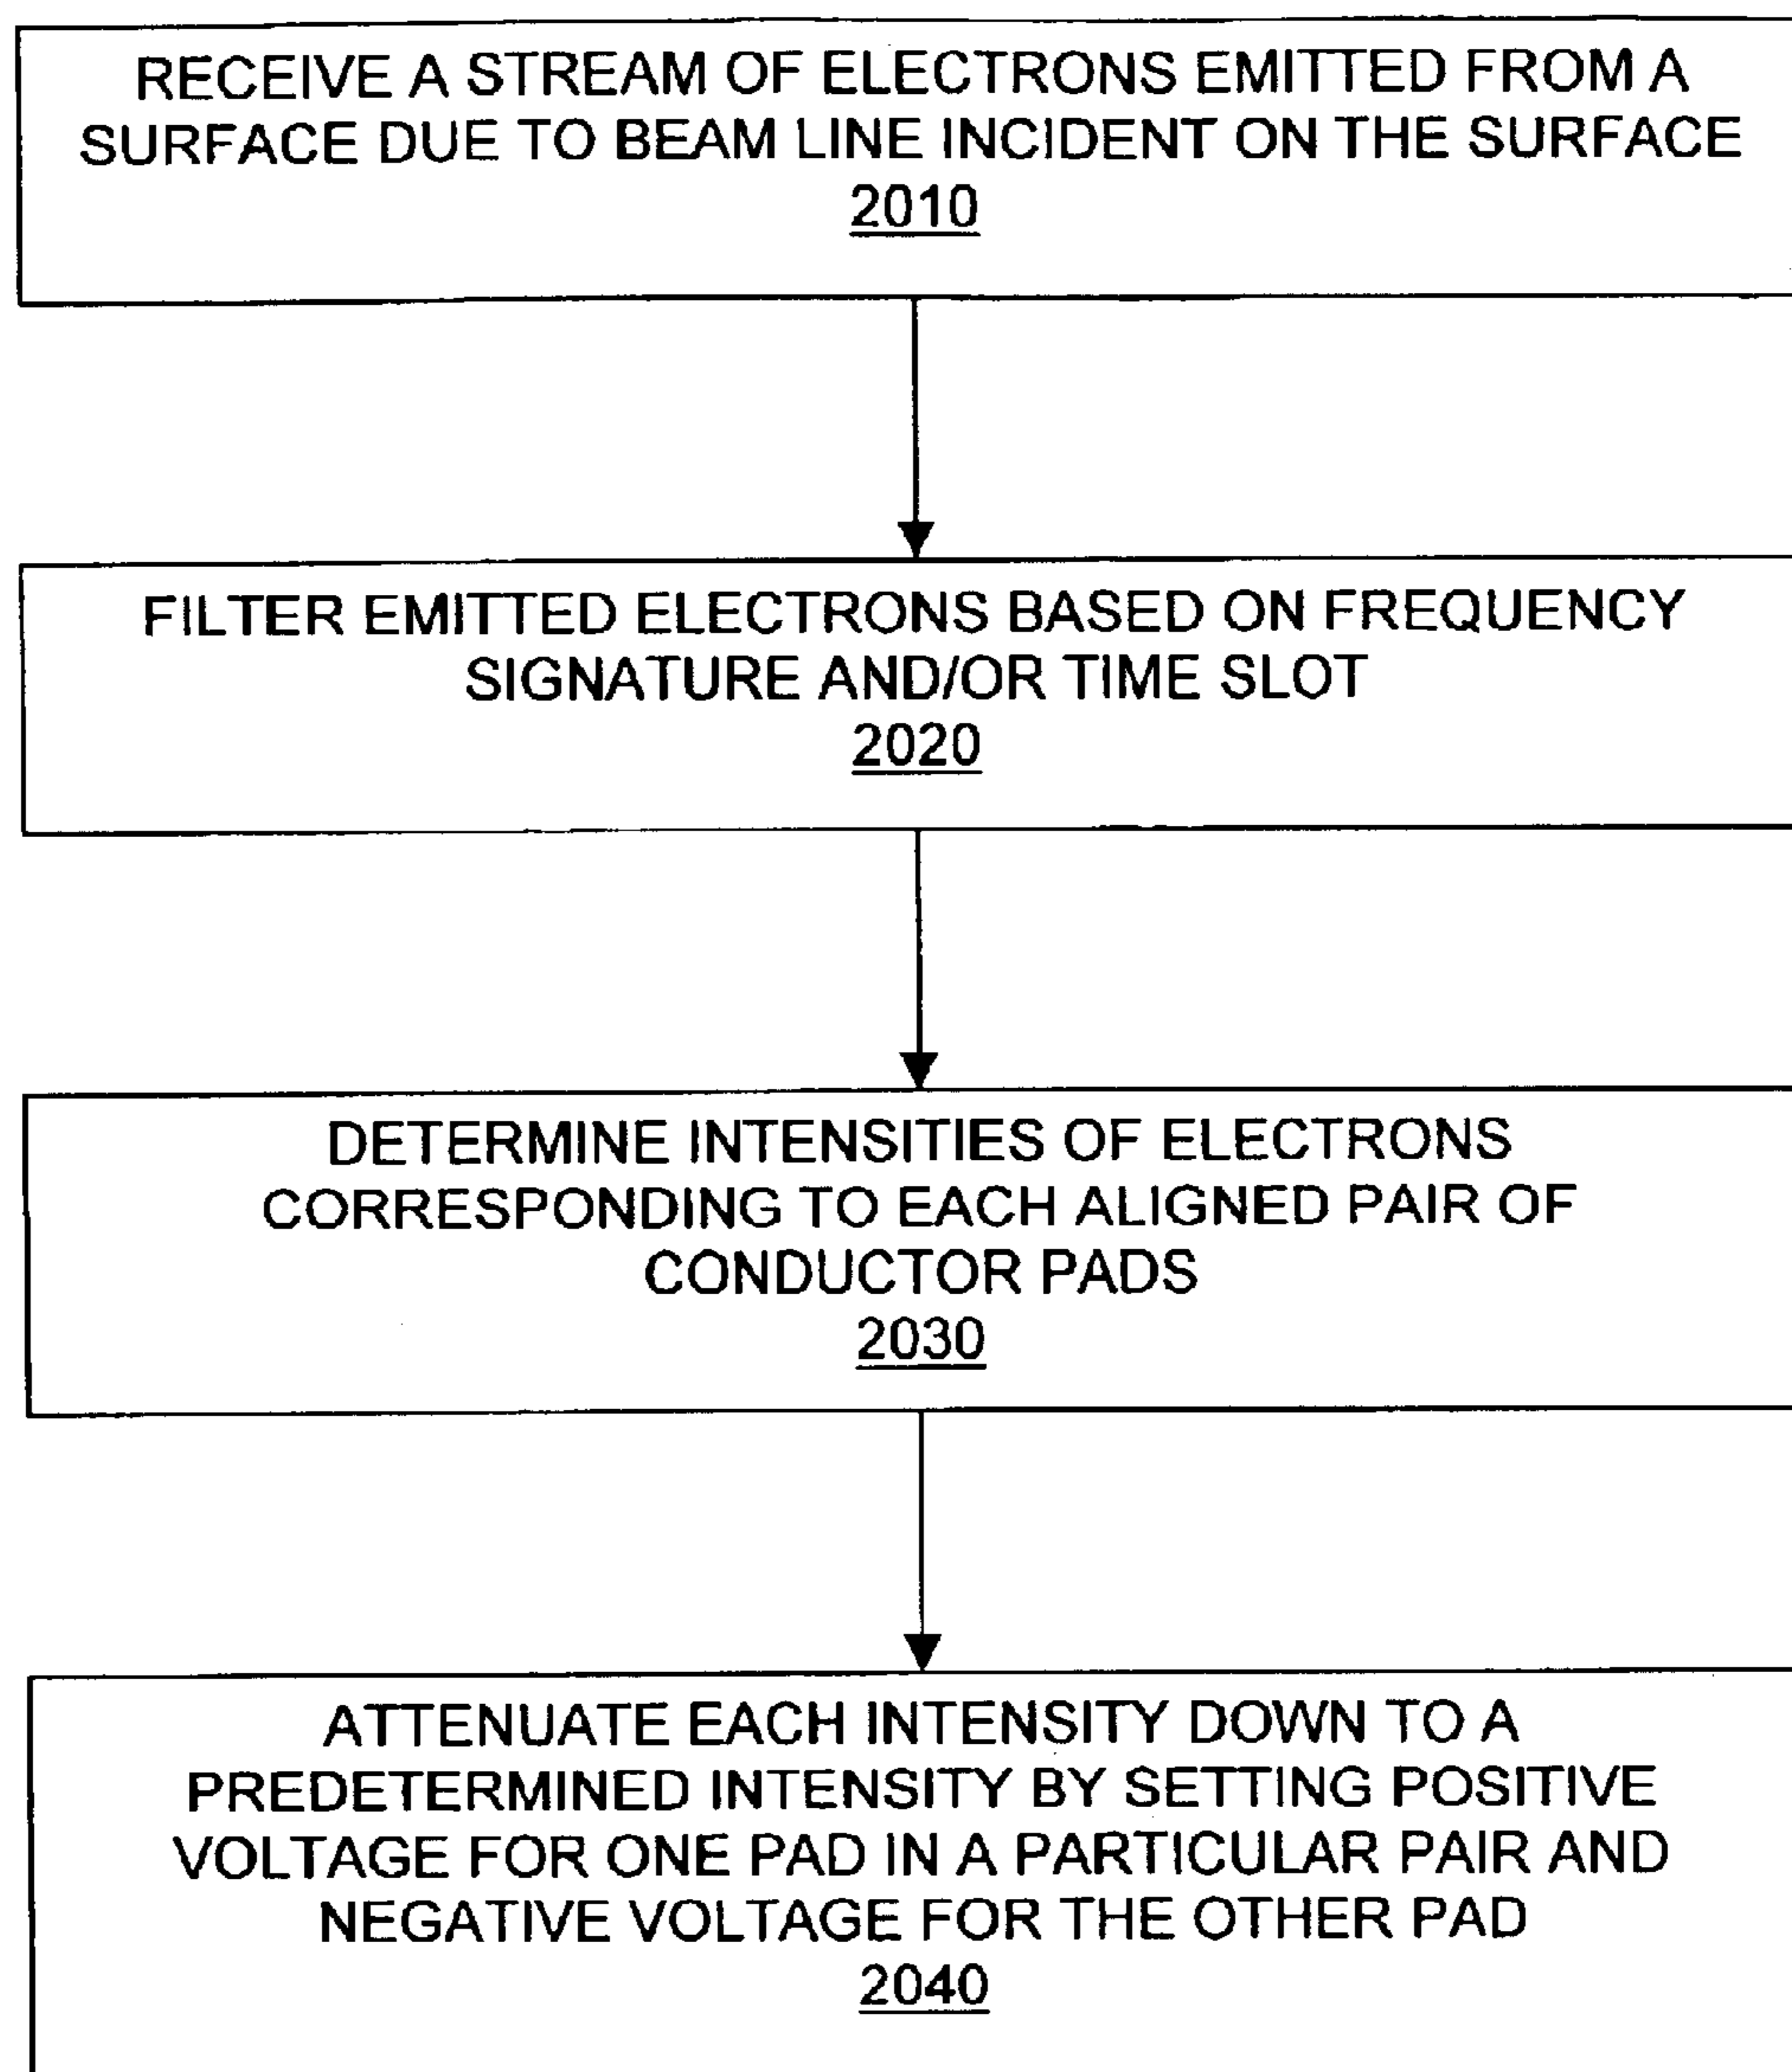 RECEIVE A STREAM OF ELECTRONS EMITTED FROM A
SURFACE DUE TO BEAM LINE INCIDENT ON THE SURFACE
2010
FILTER EMITTED ELECTRONS BASED ON FREQUENCY
SIGNATURE AND/OR TIME SLOT
2020
DETERMINE INTENSITIES OF ELECTRONS
CORRESPONDING TO EACH ALIGNED PAIR OF
CONDUCTOR PADS
2030
ATTENUATE EACH INTENSITY DOWN TO A
PREDETERMINED INTENSITY BY SETTING POSITIVE
VOLTAGE FOR ONE PAD IN A PARTICULAR PAIR AND
NEGATIVE VOLTAGE FOR THE OTHER PAD
2040